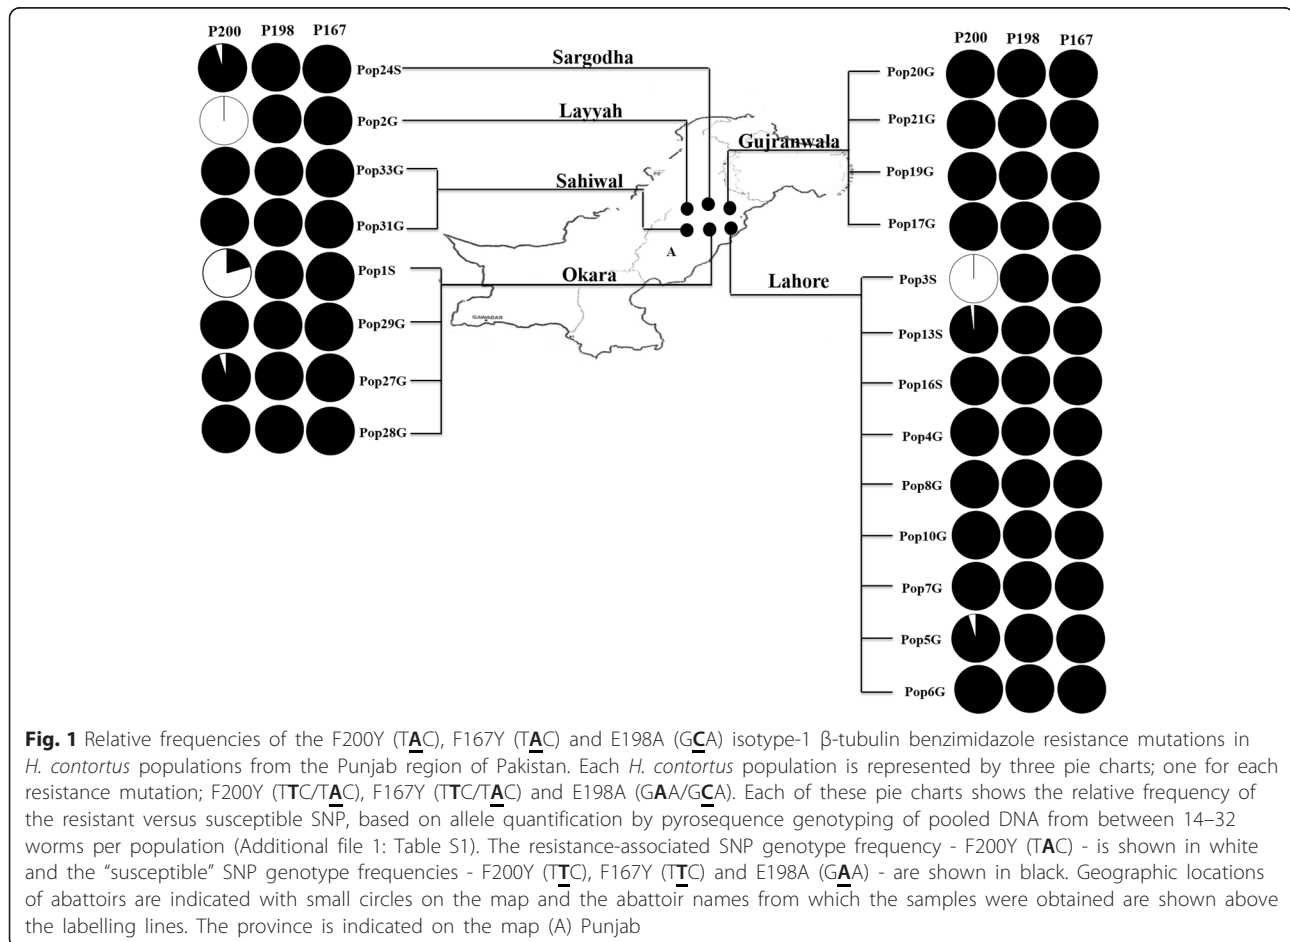 P200 P198 P167
Pop24S
Pop2G
Pop33G
Pop31G
Pop1S
Pop29G
Pop27G
Pop28G
Sargodha
Layyah
Sahiwal
Okara
Gujranwala
Lahore
A
GAWADAR
P200 P198 P167
Pop20G
Pop21G
Pop19G
Pop17G
Pop3S
Pop13S
Pop16S
Pop4G
Pop8G
Pop10G
Pop7G
Pop5G
Pop6G
Fig. 1 Relative frequencies of the F200Y (TAC), F167Y (TAC) and E198A (GCA) isotype-1 β-tubulin benzimidazole resistance mutations in
H. contortus populations from the Punjab region of Pakistan. Each H. contortus population is represented by three pie charts; one for each
resistance mutation; F200Y (TTC/TAC), F167Y (TTC/TAC) and E198A (GAA/GCA). Each of these pie charts shows the relative frequency of
the resistant versus susceptible SNP, based on allele quantification by pyrosequence genotyping of pooled DNA from between 14–32
worms per population (Additional file 1: Table S1). The resistance-associated SNP genotype frequency - F200Y (TAC) - is shown in white
and the “susceptible” SNP genotype frequencies - F200Y (TTC), F167Y (TTC) and E198A (GAA) - are shown in black. Geographic locations
of abattoirs are indicated with small circles on the map and the abattoir names from which the samples were obtained are shown above
the labelling lines. The province is indicated on the map (A) Punjab